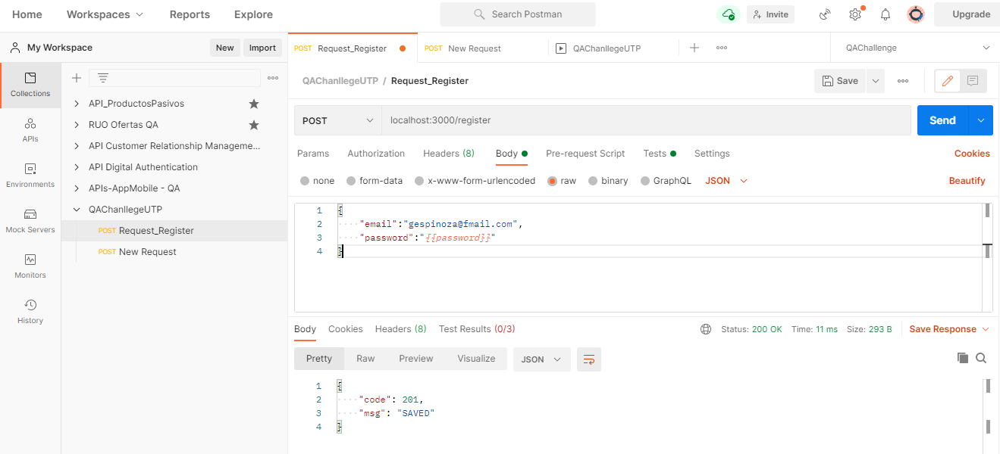 Home Workspaces Reports Explore Search Postman Invite Upgrade
My Workspace New Import
POST Request_Register POST New Request QAChanllegeUTP QAChallenge
Collections
APIs
Environments
Mock Servers
Monitors
History
API_ProductosPasivos
RUO Ofertas QA
API Customer Relationship Manageme...
API Digital Authentication
APIs-AppMobile - QA
QAChanllegeUTP
POST Request_Register
POST New Request
QAChanllegeUTP / Request_Register Save
POST localhost:3000/register Send
Params Authorization Headers (8) Body Pre-request Script Tests Settings Cookies
none form-data x-www-form-urlencoded raw binary GraphQL JSON Beautify
1 {
2 "email":"gespinoza@fmail.com",
3 "password":"{{password}}"
4 }
Body Cookies Headers (8) Test Results (0/3) Status: 200 OK Time: 11 ms Size: 293 B Save Response
Pretty Raw Preview Visualize JSON
1 {
2 "code": 201,
3 "msg": "SAVED"
4 }